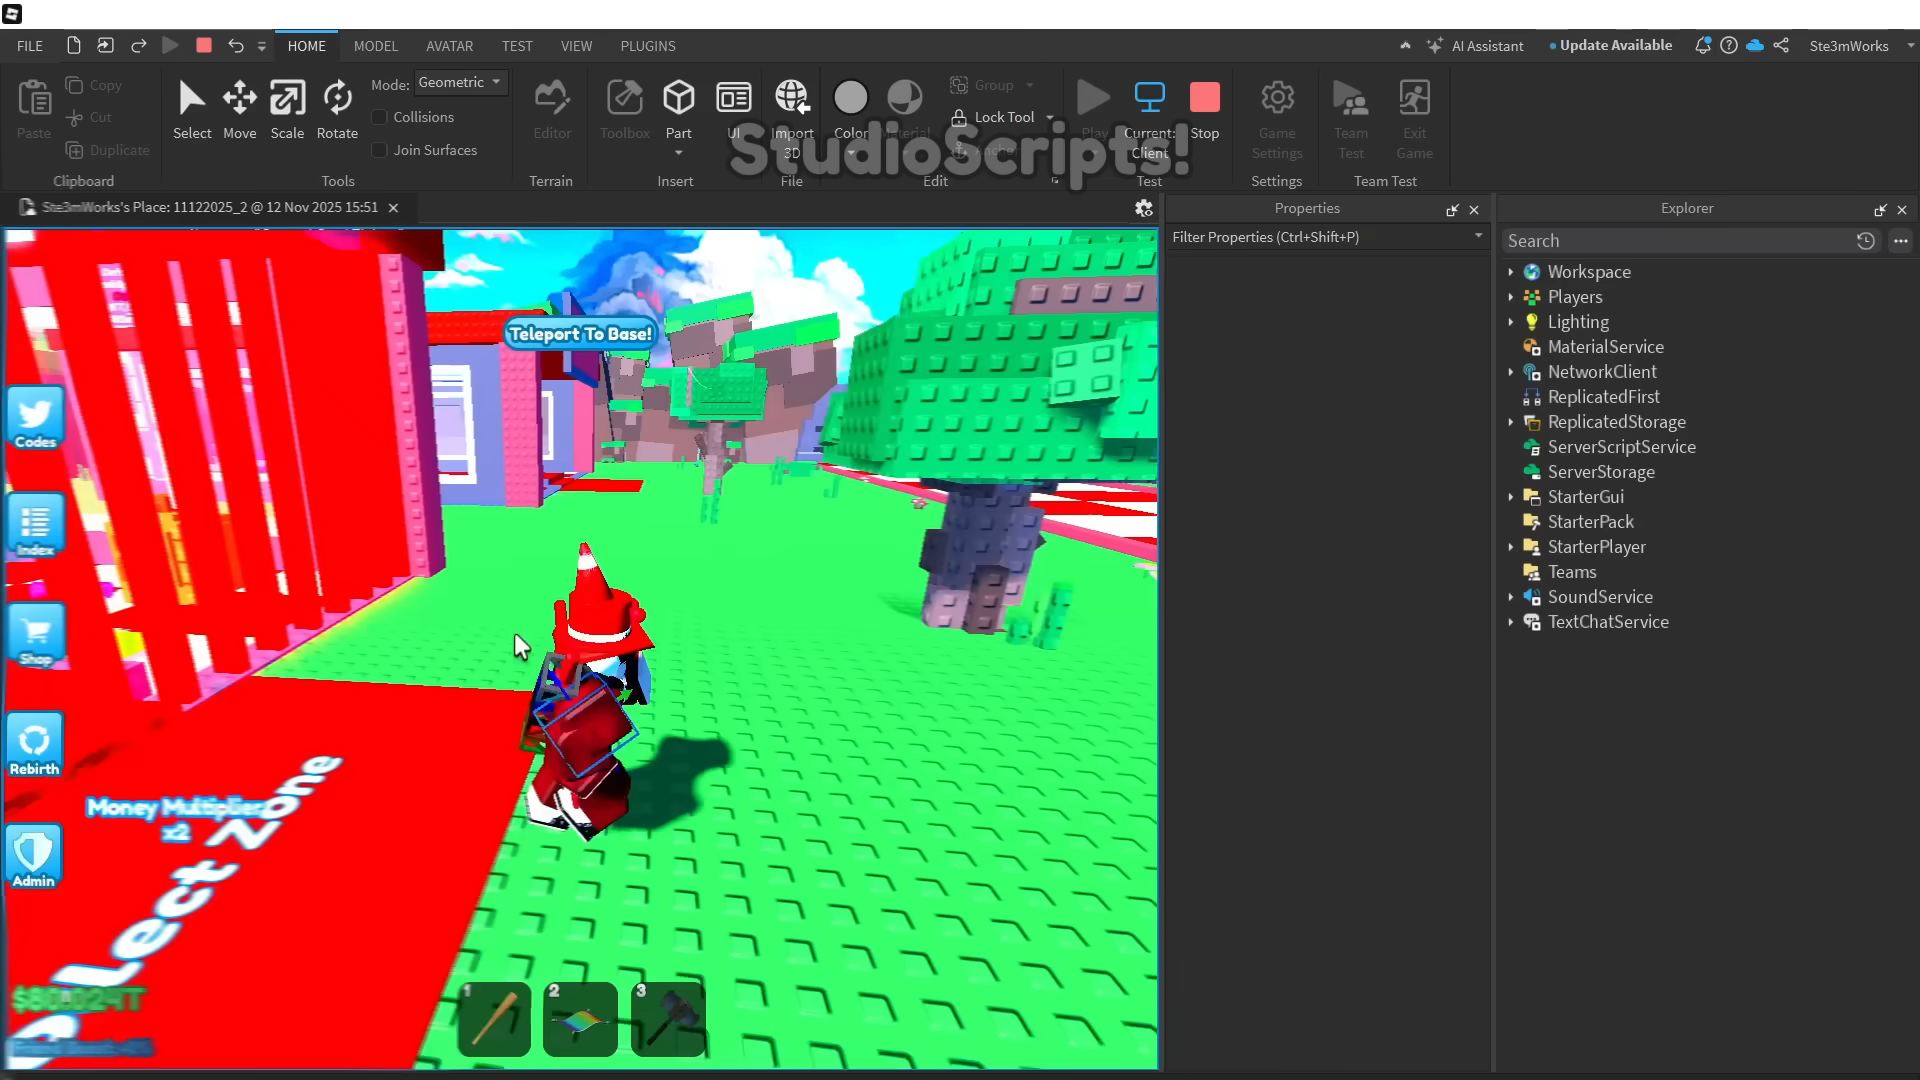 FILE HOME MODEL AVATAR TEST VIEW PLUGINS AI Assistant Update Available Ste3mWorks
Paste Copy Cut Duplicate Clipboard
Select Move Scale Rotate Mode: Geometric Collisions Join Surfaces Tools
Editor Terrain
Toolbox Part UI Insert
Import 3D File
Color Material Group Lock Tool Edit
Play Current: Client Stop Test
Game Settings Settings
Team Test Exit Game Team Test
StudioScripts!
Ste3mWorks's Place: 11122025_2 @ 12 Nov 2025 15:51
Properties
Filter Properties (Ctrl+Shift+P)
Explorer
Search
Workspace
Players
Lighting
MaterialService
NetworkClient
ReplicatedFirst
ReplicatedStorage
ServerScriptService
ServerStorage
StarterGui
StarterPack
StarterPlayer
Teams
SoundService
TextChatService
Teleport To Base!
Codes
Index
Shop
Rebirth
Money Multiplier
x2
Admin
Zone
1 2 3